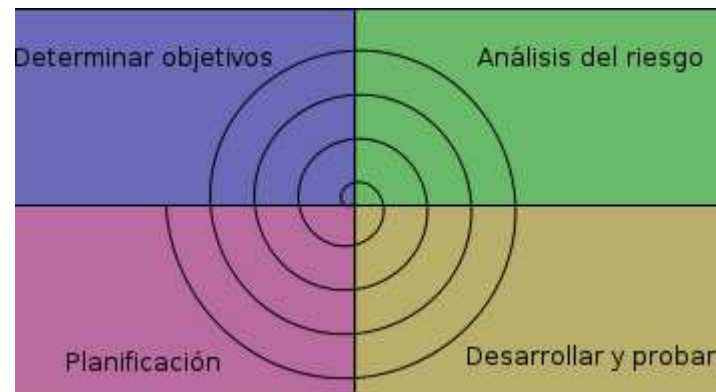 Determinar objetivos
Análisis del riesgo
Planificación
Desarrollar y probar